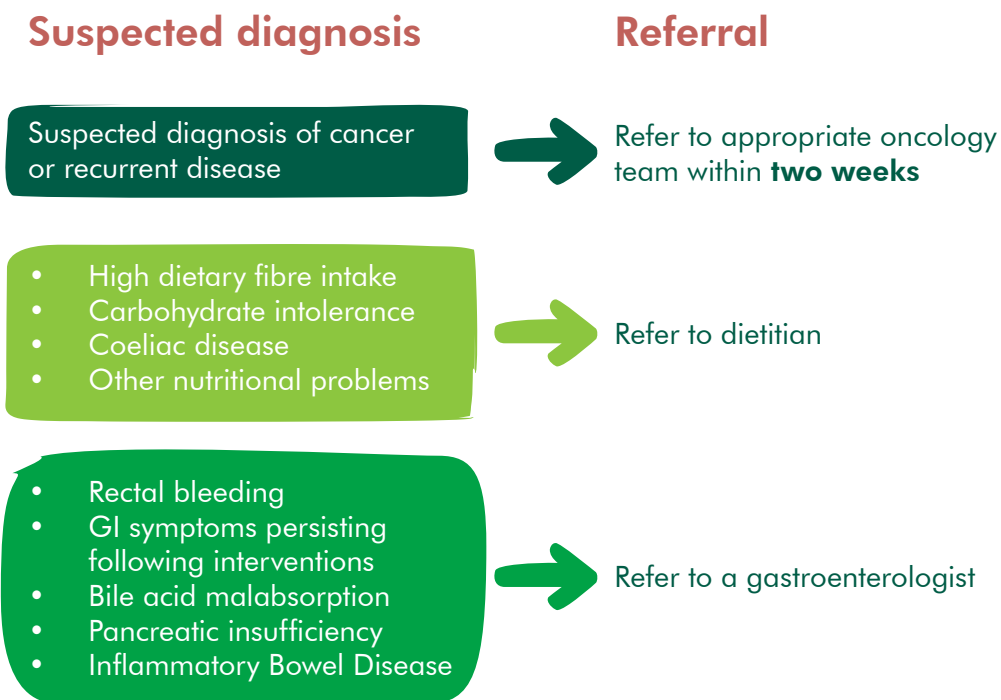 Suspected diagnosis
Referral
Suspected diagnosis of cancer
or recurrent disease
Refer to appropriate oncology
team within two weeks
• High dietary fibre intake
• Carbohydrate intolerance
• Coeliac disease
• Other nutritional problems
Refer to dietitian
• Rectal bleeding
• GI symptoms persisting
following interventions
• Bile acid malabsorption
• Pancreatic insufficiency
• Inflammatory Bowel Disease
Refer to a gastroenterologist